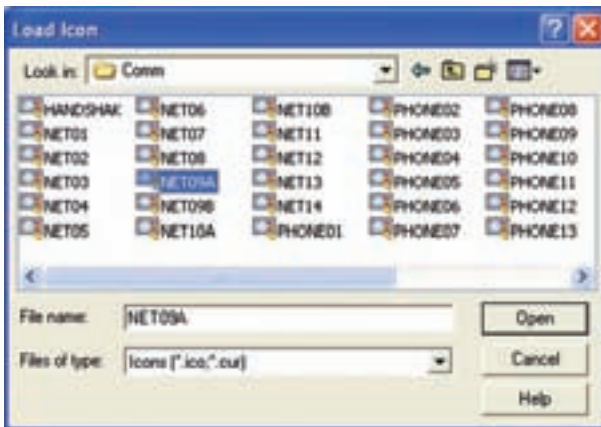 Load Icon
Look in: Comm
HANDSHAK NET06 NET10B PHONE02 PHONE08
NET01 NET07 NET11 PHONE03 PHONE09
NET02 NET08 NET12 PHONE04 PHONE10
NET03 NET09A NET13 PHONE05 PHONE11
NET04 NET09B NET14 PHONE06 PHONE12
NET05 NET10A PHONE01 PHONE07 PHONE13
File name: NET09A Open
Files of type: Icons (*.ico;*.cur) Cancel
Help